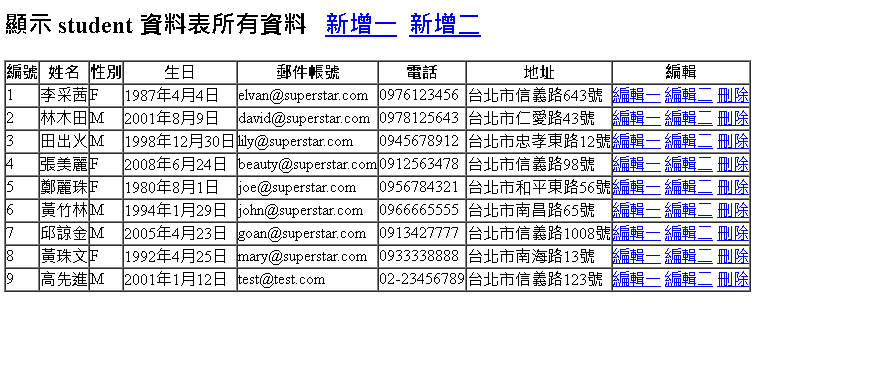 顯示 student 資料表所有資料 新增一 新增二
編號 姓名 性別 生日 郵件帳號 電話 地址 編輯
1 李采茜 F 1987年4月4日 elvan@superstar.com 0976123456 台北市信義路643號 編輯一 編輯二 刪除
2 林木田 M 2001年8月9日 david@superstar.com 0978125643 台北市仁愛路43號 編輯一 編輯二 刪除
3 田出火 M 1998年12月30日 lily@superstar.com 0945678912 台北市忠孝東路12號 編輯一 編輯二 刪除
4 張美麗 F 2008年6月24日 beauty@superstar.com 0912563478 台北市信義路98號 編輯一 編輯二 刪除
5 鄭麗珠 F 1980年8月1日 joe@superstar.com 0956784321 台北市和平東路56號 編輯一 編輯二 刪除
6 黃竹林 M 1994年1月29日 john@superstar.com 0966665555 台北市南昌路65號 編輯一 編輯二 刪除
7 邱諒金 M 2005年4月23日 goan@superstar.com 0913427777 台北市信義路1008號 編輯一 編輯二 刪除
8 黃珠文 F 1992年4月25日 mary@superstar.com 0933338888 台北市南海路13號 編輯一 編輯二 刪除
9 高先進 M 2001年1月12日 test@test.com 02-23456789 台北市信義路123號 編輯一 編輯二 刪除